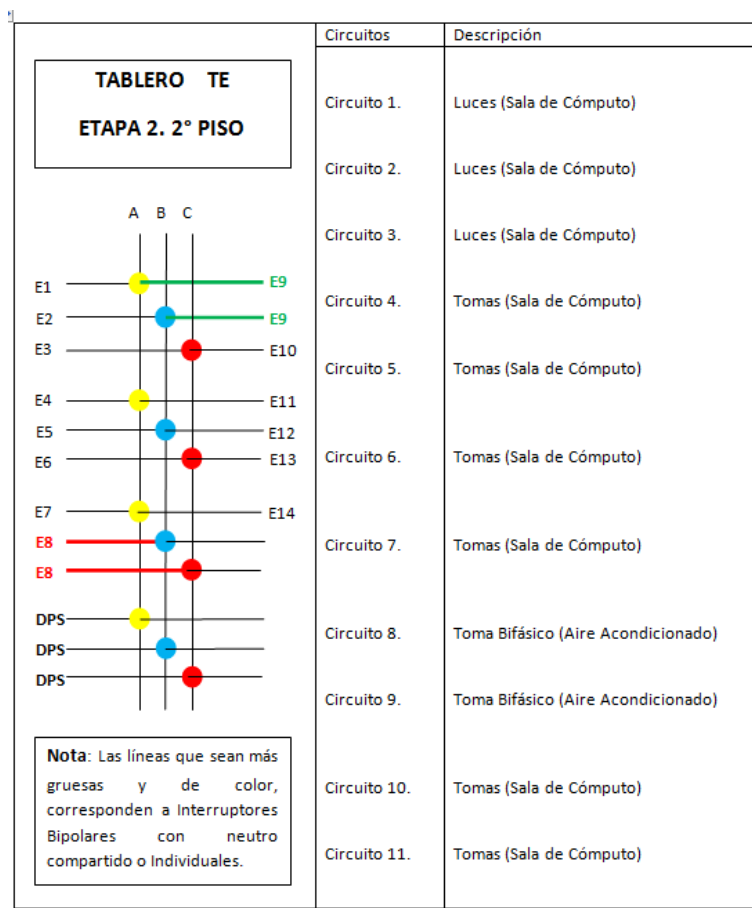 Circuitos Descripción
TABLERO TE
ETAPA 2. 2° PISO
Circuito 1. Luces (Sala de Cómputo)
Circuito 2. Luces (Sala de Cómputo)
Circuito 3. Luces (Sala de Cómputo)
Circuito 4. Tomas (Sala de Cómputo)
Circuito 5. Tomas (Sala de Cómputo)
Circuito 6. Tomas (Sala de Cómputo)
Circuito 7. Tomas (Sala de Cómputo)
Circuito 8. Toma Bifásico (Aire Acondicionado)
Circuito 9. Toma Bifásico (Aire Acondicionado)
Circuito 10. Tomas (Sala de Cómputo)
Circuito 11. Tomas (Sala de Cómputo)
A B C
E1 E9
E2 E9
E3 E10
E4 E11
E5 E12
E6 E13
E7 E14
E8
E8
DPS
DPS
DPS
Nota: Las líneas que sean más
gruesas y de color,
corresponden a Interruptores
Bipolares con neutro
compartido o Individuales.